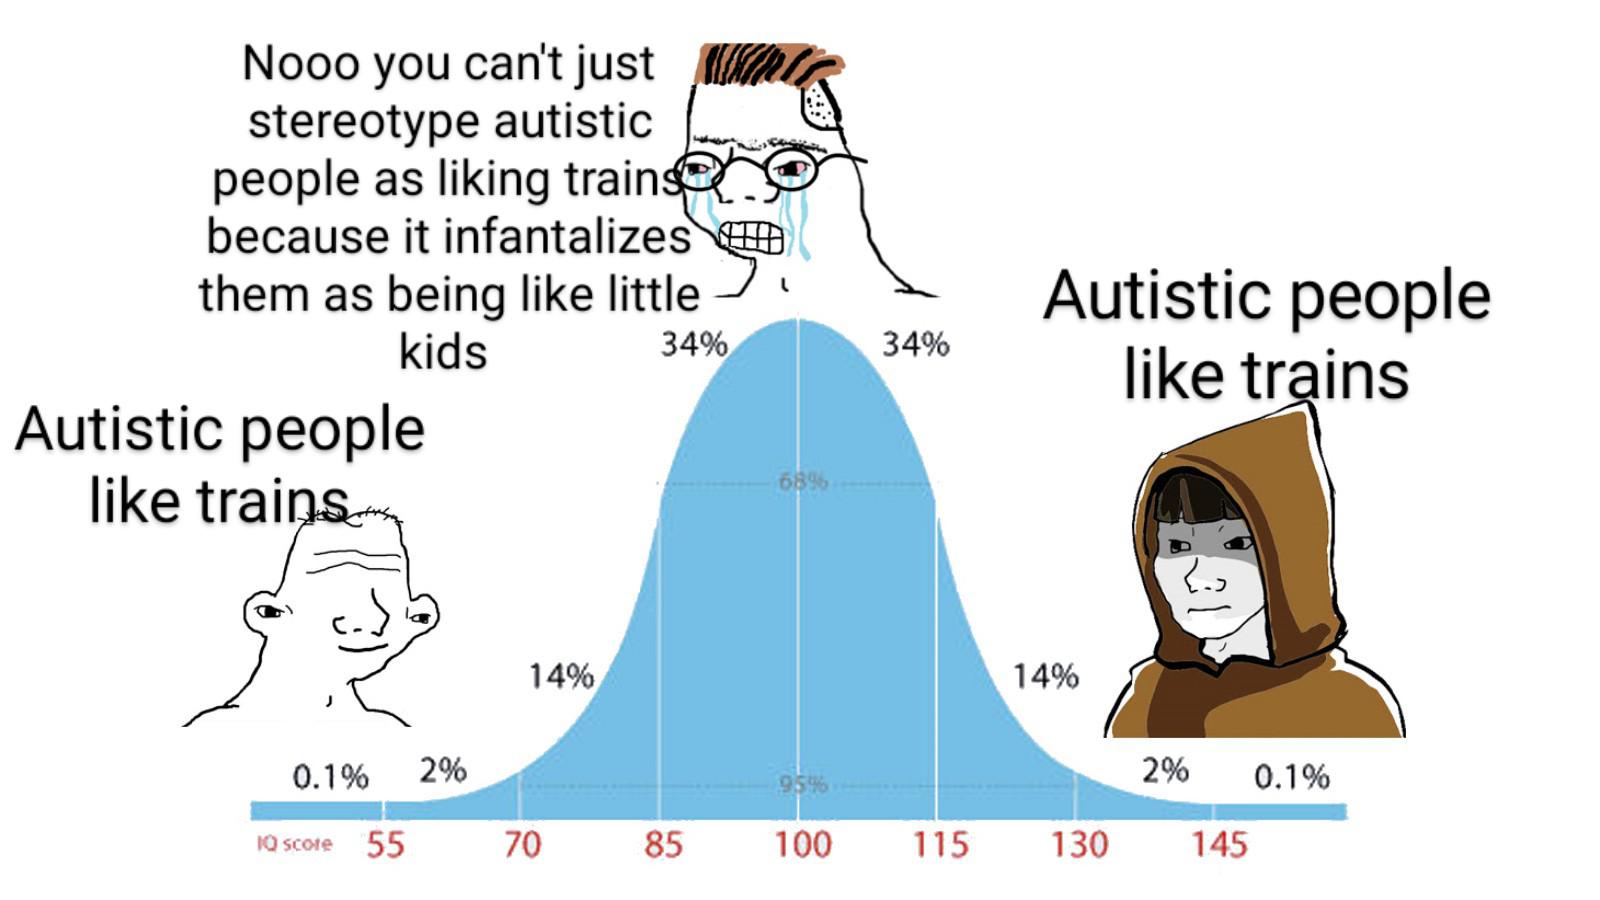 Nooo you can't just
stereotype autistic
people as liking trains
because it infantalizes
them as being like little
kids
Autistic people
like trains
Autistic people
like trains
34%
34%
68%
14%
14%
0.1%
2%
95%
2%
0.1%
IQ score 55 70 85 100 115 130 145